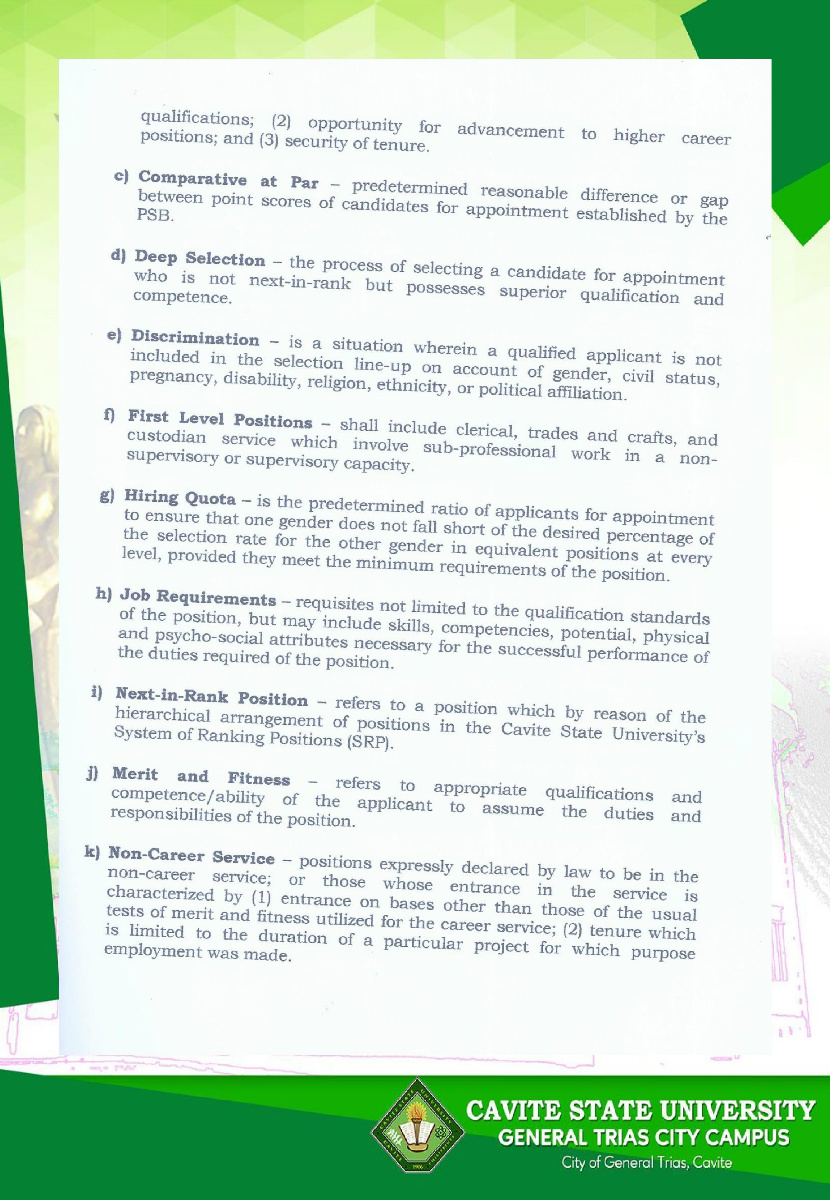 qualifications; (2) opportunity for advancement to higher career
positions; and (3) security of tenure.
c) Comparative at Par – predetermined reasonable difference or gap
between point scores of candidates for appointment established by the
PSB.
d) Deep Selection – the process of selecting a candidate for appointment
who is not next-in-rank but possesses superior qualification and
competence.
e) Discrimination – is a situation wherein a qualified applicant is not
included in the selection line-up on account of gender, civil status,
pregnancy, disability, religion, ethnicity, or political affiliation.
f) First Level Positions – shall include clerical, trades and crafts, and
custodian service which involve sub-professional work in a non-
supervisory or supervisory capacity.
g) Hiring Quota – is the predetermined ratio of applicants for appointment
to ensure that one gender does not fall short of the desired percentage of
the selection rate for the other gender in equivalent positions at every
level, provided they meet the minimum requirements of the position.
h) Job Requirements – requisites not limited to the qualification standards
of the position, but may include skills, competencies, potential, physical
and psycho-social attributes necessary for the successful performance of
the duties required of the position.
i) Next-in-Rank Position – refers to a position which by reason of the
hierarchical arrangement of positions in the Cavite State University's
System of Ranking Positions (SRP).
j) Merit and Fitness – refers to appropriate qualifications and
competence/ability of the applicant to assume the duties and
responsibilities of the position.
k) Non-Career Service – positions expressly declared by law to be in the
non-career service; or those whose entrance in the service is
characterized by (1) entrance on bases other than those of the usual
tests of merit and fitness utilized for the career service; (2) tenure which
is limited to the duration of a particular project for which purpose
employment was made.
CAVITE STATE UNIVERSITY
GENERAL TRIAS CITY CAMPUS
City of General Trias, Cavite
1906